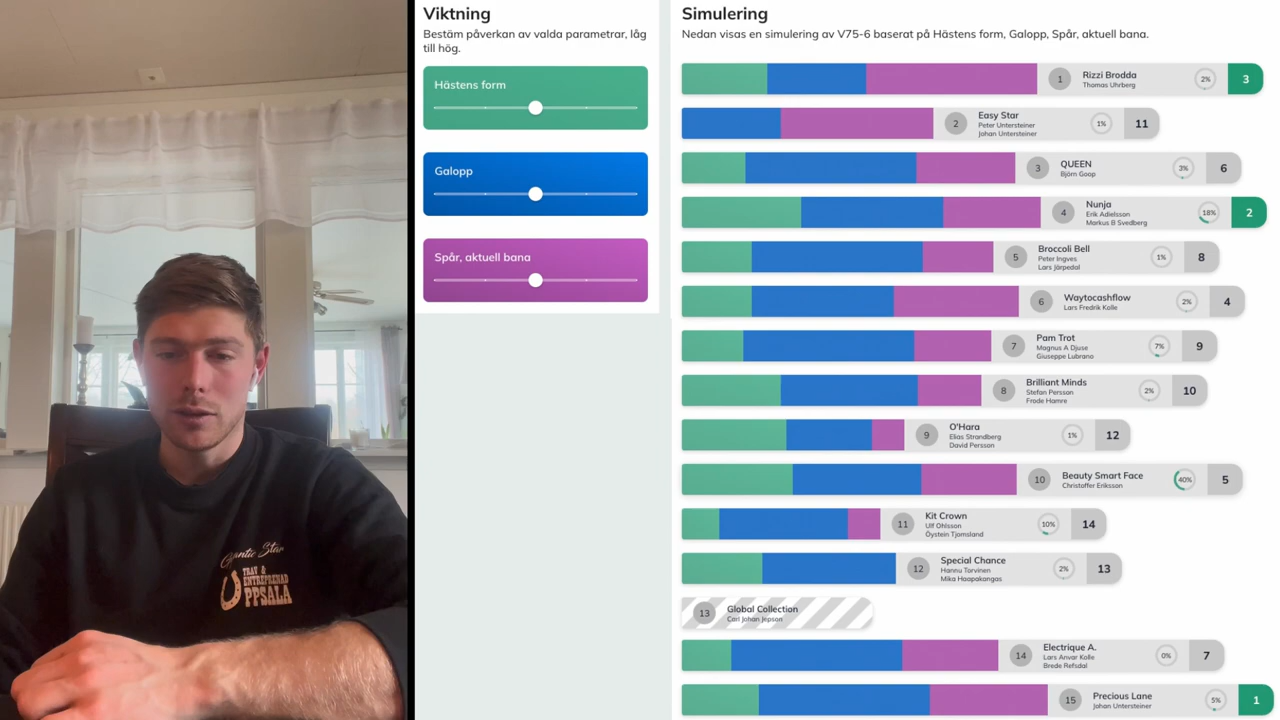 Viktning
Bestäm påverkan av valda parametrar, låg
till hög.
Hästens form
Galopp
Spår, aktuell bana
Simulering
Nedan visas en simulering av V75-6 baserat på Hästens form, Galopp, Spår, aktuell bana.
1 Rizzi Brodda 2% 3
Thomas Uhrberg
2 Easy Star 1% 11
Peter Untersteiner
Johan Untersteiner
3 QUEEN 3% 6
Björn Goop
4 Nunja 18% 2
Erik Adielsson
Markus B Svedberg
5 Broccoli Bell 1% 8
Peter Ingves
Lars Järpedal
6 Waytocashflow 2% 4
Lars Fredrik Kolle
7 Pam Trot 7% 9
Magnus A Djuse
Giuseppe Lubrano
8 Brilliant Minds 2% 10
Stefan Persson
Frode Hamre
9 O'Hara 1% 12
Elias Strandberg
David Persson
10 Beauty Smart Face 40% 5
Christoffer Eriksson
11 Kit Crown 10% 14
Ulf Ohlsson
Öystein Tjomsland
12 Special Chance 2% 13
Hannu Torvinen
Mika Haapakangas
13 Global Collection
Carl Johan Jepson
14 Electrique A. 0% 7
Lars Anvar Kolle
Brede Refsdal
15 Precious Lane 5% 1
Johan Untersteiner
Gigantic Star
TRAV &
ENTREPRENAD
UPPSALA